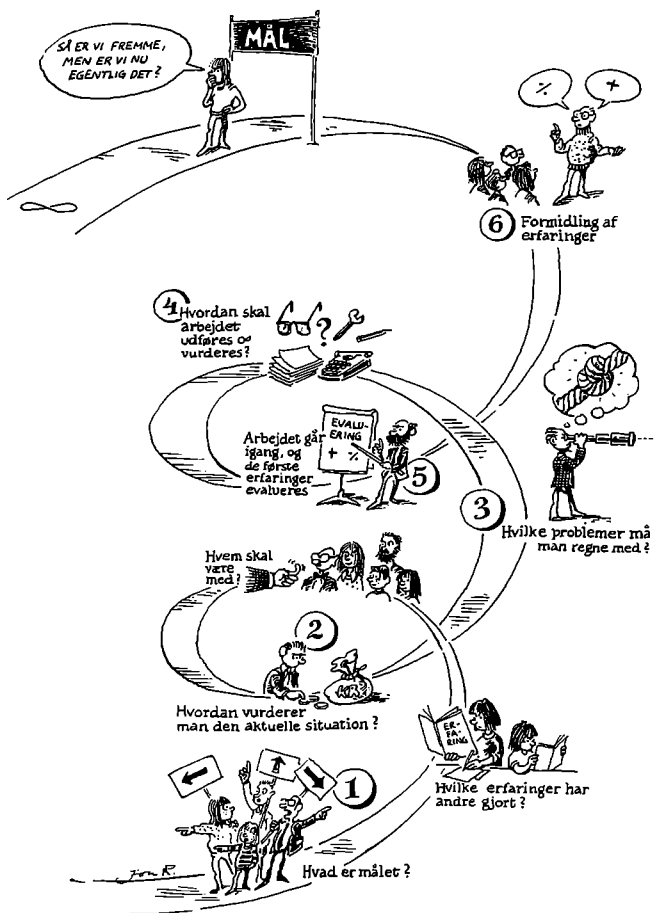 SÅ ER VI FREMME,
MEN ER VI NU
EGENTLIG DET?
MÅL
% +
6 Formidling af
erfaringer
4 Hvordan skal
arbejdet
udføres og
vurderes?
?
EVALU-
ERING
+ %
Arbejdet går
igang, og
de første
erfaringer
evalueres
5
3
Hvilke problemer må
man regne med?
Hvem skal
være
med?
2
KR
Hvordan vurderer
man den aktuelle situation?
ER-
FA-
RING
Hvilke erfaringer har
andre gjort?
1
Hvad er målet?
Jon R.